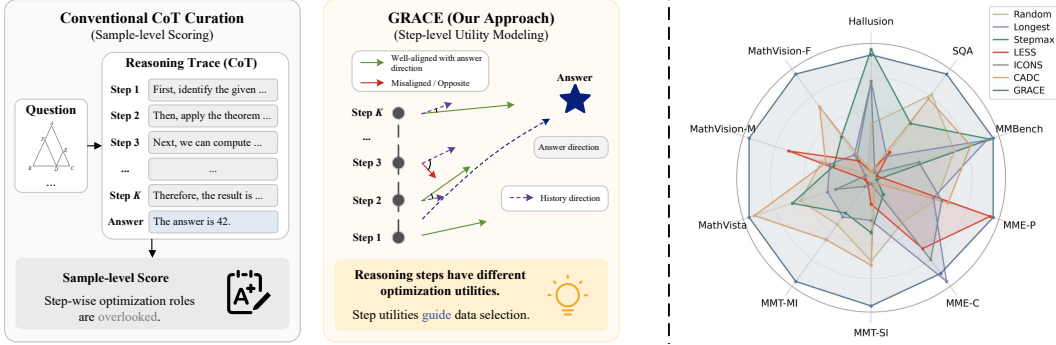 Conventional CoT Curation
(Sample-level Scoring)
Reasoning Trace (CoT)
Question
A
D
E
B
D
C
...
Step 1
First, identify the given ...
Step 2
Then, apply the theorem ...
Step 3
Next, we can compute ...
...
...
Step K
Therefore, the result is ...
Answer
The answer is 42.
Sample-level Score
Step-wise optimization roles
are overlooked.
A+
GRACE (Our Approach)
(Step-level Utility Modeling)
Well-aligned with answer
direction
Misaligned / Opposite
Answer
Step K
...
Step 3
Step 2
Step 1
Answer direction
History direction
Reasoning steps have different
optimization utilities.
Step utilities guide data selection.
Hallusion
SQA
MMBench
MME-P
MME-C
MMT-SI
MMT-MI
MathVista
MathVision-M
MathVision-F
Random
Longest
Stepmax
LESS
ICONS
CADC
GRACE